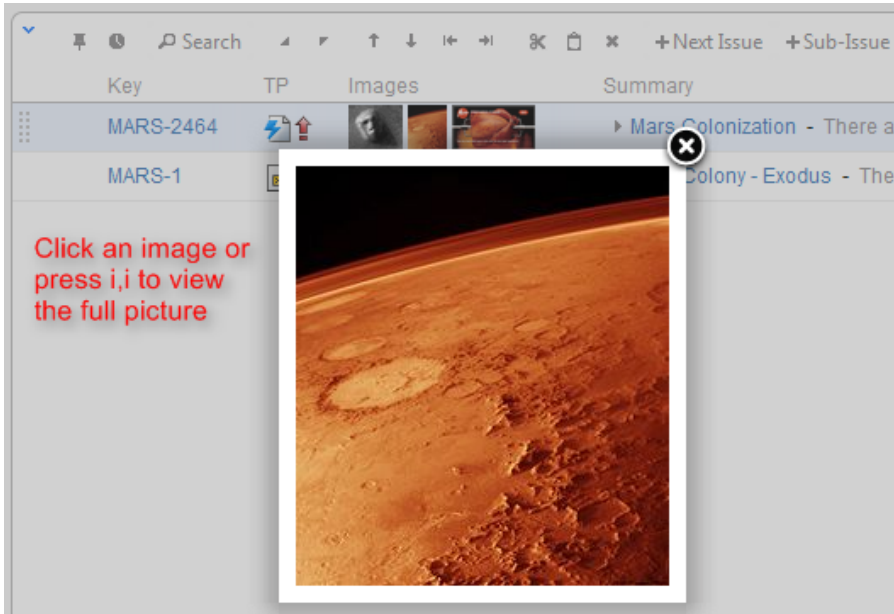 Search +Next Issue +Sub-Issue
Key TP Images Summary
MARS-2464 Mars Colonization - There a
MARS-1 Colony - Exodus - The
Click an image or
press i,i to view
the full picture